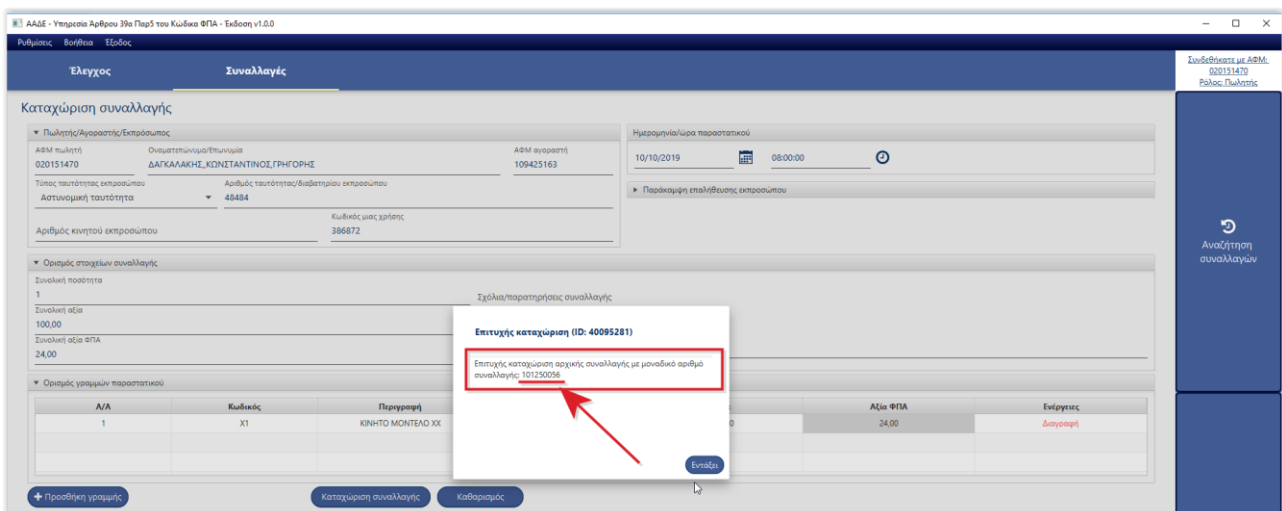 ΑΑΔΕ - Υπηρεσία Άρθρου 39α Παρ5 του Κώδικα ΦΠΑ - Έκδοση v1.0.0
Ρυθμίσεις Βοήθεια Έξοδος
Έλεγχος Συναλλαγές
Συνδεθήκατε με ΑΦΜ:
020151470
Ρόλος: Πωλητής
Καταχώριση συναλλαγής
Πωλητής/Αγοραστής/Εκπρόσωπος
Ημερομηνία/ώρα παραστατικού
ΑΦΜ πωλητή Ονοματεπώνυμο/Επωνυμία ΑΦΜ αγοραστή
020151470 ΔΑΓΚΑΛΑΚΗΣ,ΚΩΝΣΤΑΝΤΙΝΟΣ,ΓΡΗΓΟΡΗΣ 109425163
10/10/2019 08:00:00
Τύπος ταυτότητας εκπροσώπου Αριθμός ταυτότητας/διαβατηρίου εκπροσώπου
Αστυνομική ταυτότητα 48484
Παράκαμψη επαλήθευσης εκπροσώπου
Κωδικός μιας χρήσης
Αριθμός κινητού εκπροσώπου 386872
Αναζήτηση
συναλλαγών
Ορισμός στοιχείων συναλλαγής
Συνολική ποσότητα
1
Σχόλια/παρατηρήσεις συναλλαγής
Συνολική αξία
100,00
Συνολική αξία ΦΠΑ
24,00
Επιτυχής καταχώριση (ID: 40095281)
Επιτυχής καταχώριση αρχικής συναλλαγής με μοναδικό αριθμό
συναλλαγής: 101250056
Εντάξει
Ορισμός γραμμών παραστατικού
Α/Α Κωδικός Περιγραφή Αξία ΦΠΑ Ενέργειες
1 X1 ΚΙΝΗΤΟ ΜΟΝΤΕΛΟ ΧΧ 24,00 Διαγραφή
Προσθήκη γραμμής Καταχώριση συναλλαγής Καθαρισμός